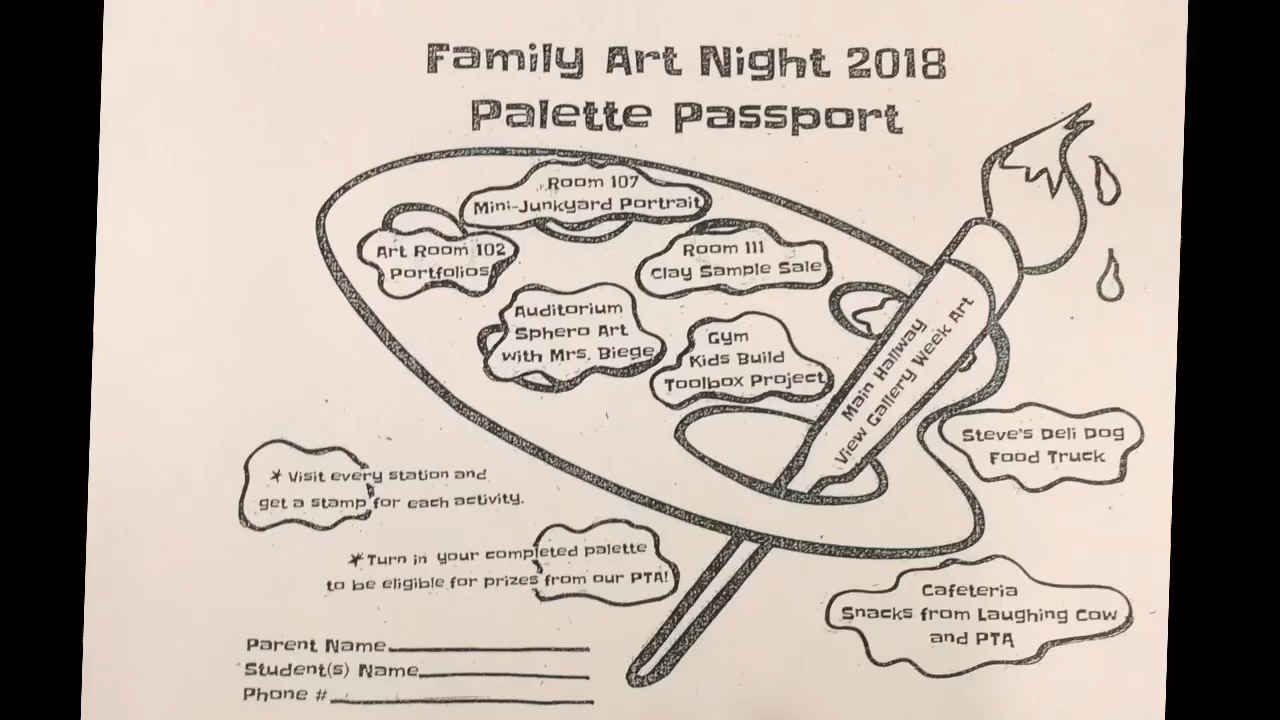 Family Art Night 2018
Palette Passport
Room 107
Mini-Junkyard Portrait
Art Room 102
Portfolios
Room 111
Clay Sample Sale
Auditorium
Sphero Art
with Mrs. Biege
Gym
Kids Build
Toolbox Project
Main Hallway
View Gallery Week Art
Steve's Deli Dog
Food Truck
* Visit every station and
get a stamp for each activity.
* Turn in your completed palette
to be eligible for prizes from our PTA!
Cafeteria
Snacks from Laughing Cow
and PTA
Parent Name
Student(s) Name
Phone #